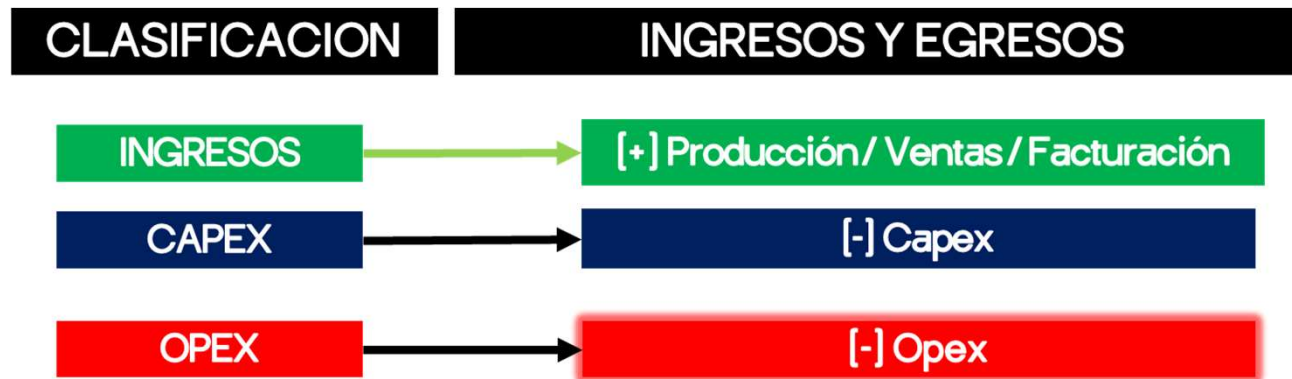 CLASIFICACION
INGRESOS Y EGRESOS
INGRESOS
[+] Producción / Ventas / Facturación
CAPEX
[-] Capex
OPEX
[-] Opex